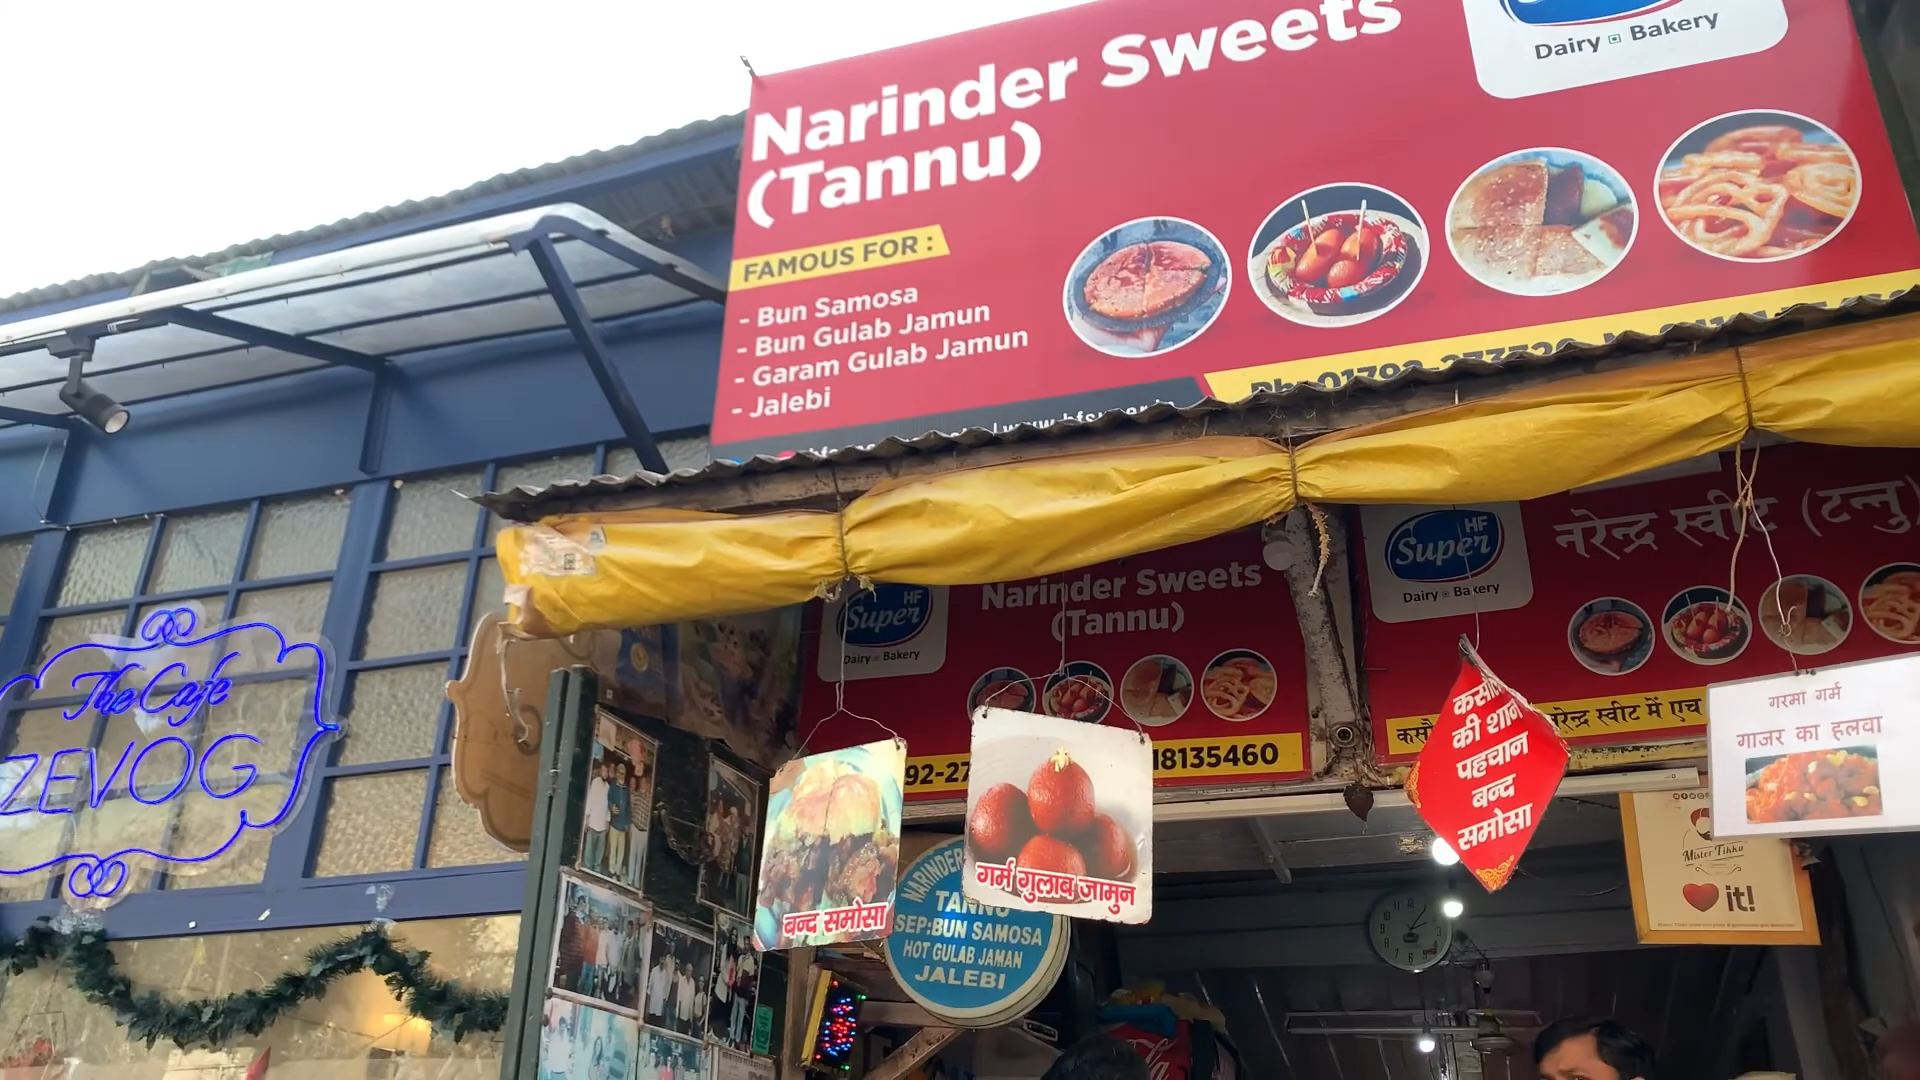 Narinder Sweets
(Tannu)
Dairy Bakery
FAMOUS FOR :
- Bun Samosa
- Bun Gulab Jamun
- Garam Gulab Jamun
- Jalebi
The Cafe
ZEVOG
HF
Super
Dairy Bakery
Narinder Sweets
(Tannu)
18135460
HF
Super
Dairy Bakery
नरेन्द्र स्वीट (टन्नु)
स्वीट में एच
बन्द समोसा
गर्म गुलाब जामुन
NARINDER
TANNU
SEP:BUN SAMOSA
HOT GULAB JAMAN
JALEBI
की शान
पहचान
बन्द
समोसा
गरमा गर्म
गाजर का हलवा
Mister Tikku
it!